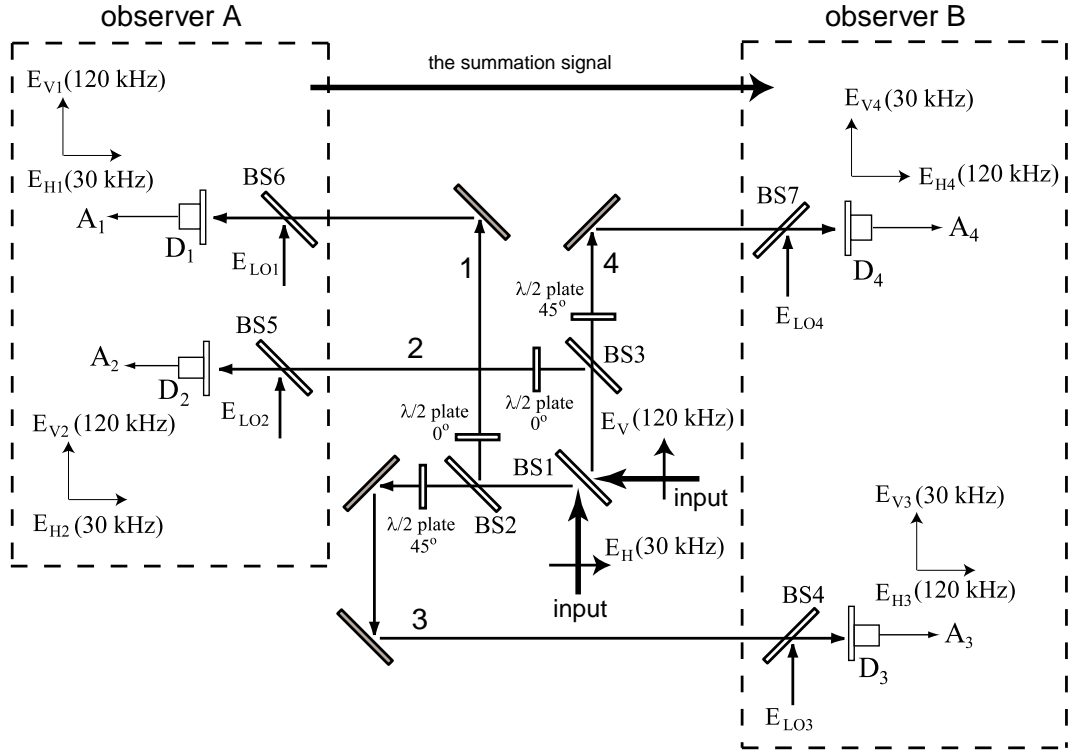 observer A
observer B
the summation signal
E_V1 (120 kHz)
E_H1 (30 kHz)
A_1
D_1
BS6
E_LO1
1
4
λ/2 plate
45°
BS7
E_V4 (30 kHz)
E_H4 (120 kHz)
D_4
A_4
E_LO4
A_2
D_2
BS5
E_LO2
2
BS3
λ/2 plate
0°
λ/2 plate
0°
E_V (120 kHz)
input
BS1
BS2
λ/2 plate
45°
E_H (30 kHz)
input
E_V2 (120 kHz)
E_H2 (30 kHz)
E_V3 (30 kHz)
E_H3 (120 kHz)
3
BS4
D_3
A_3
E_LO3